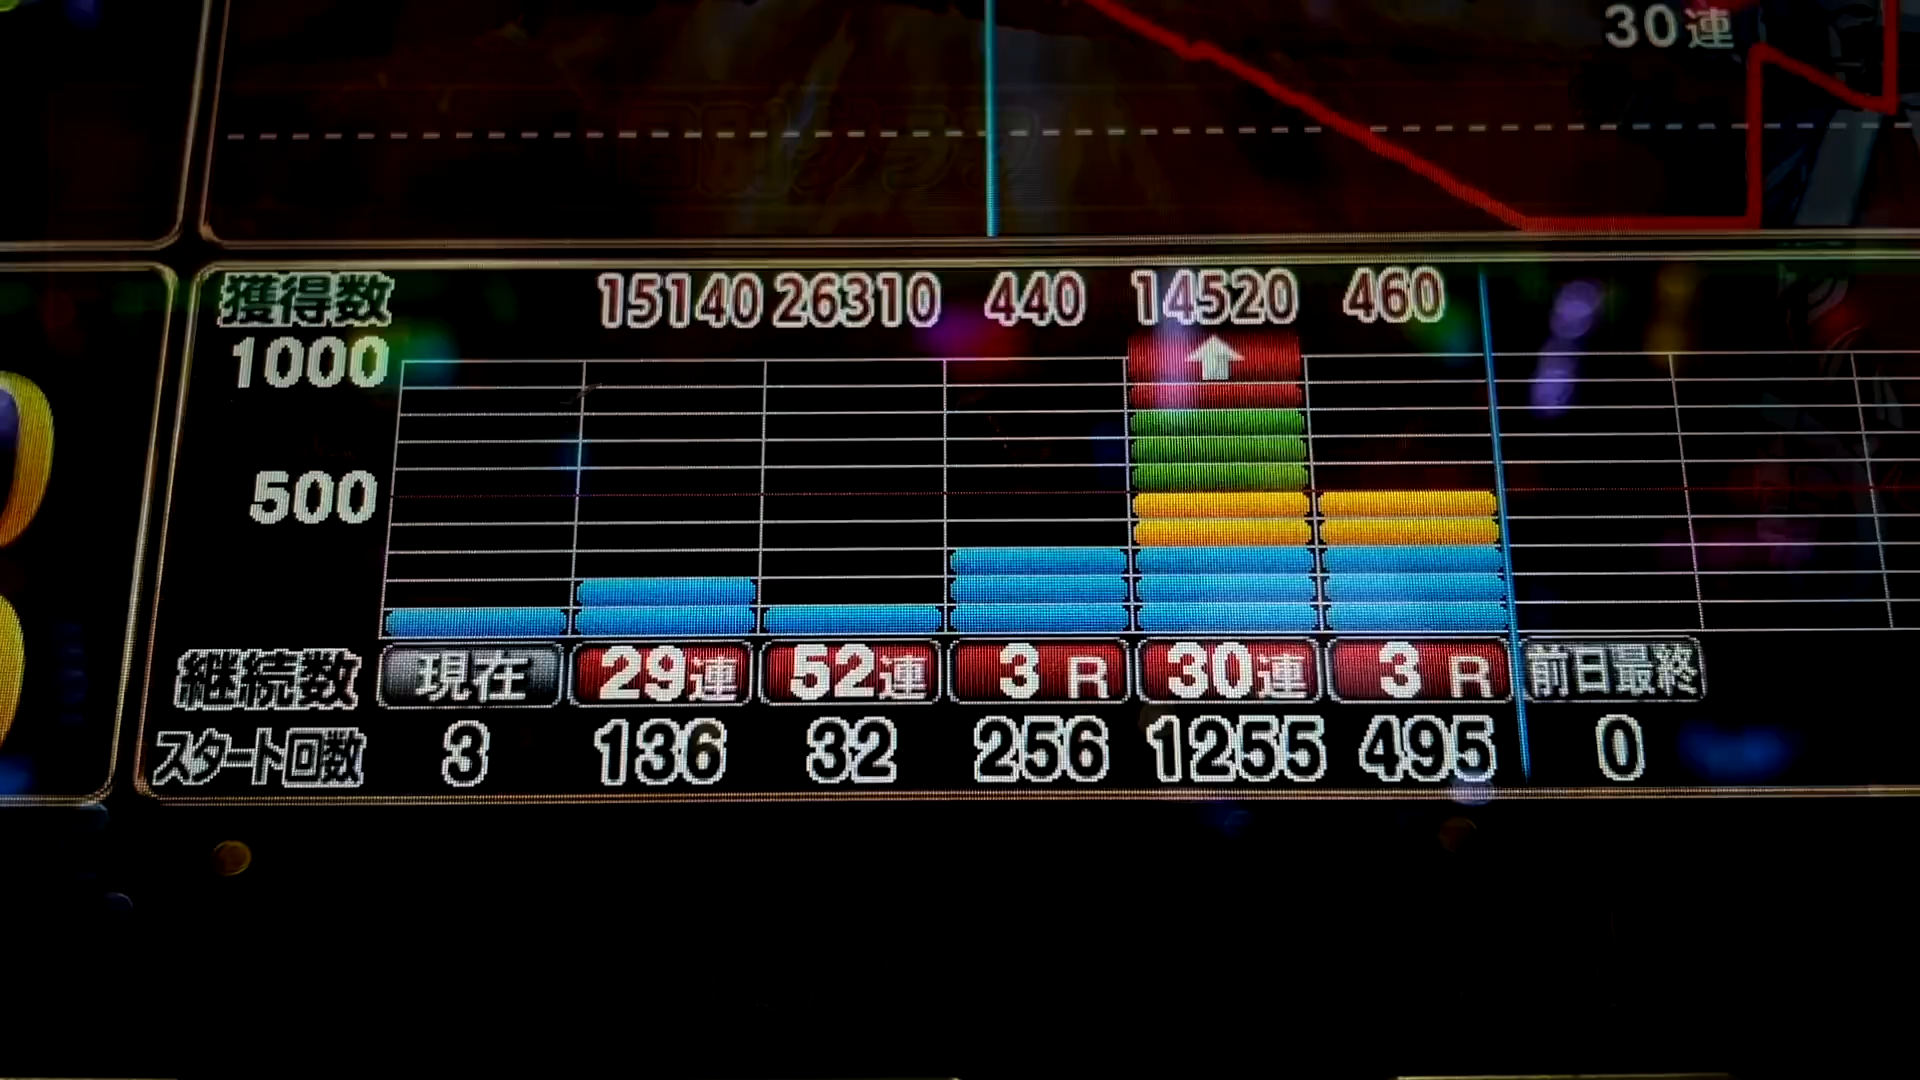 30連
獲得数 15140 26310 440 14520 460
1000
500
継続数 現在 29連 52連 3 R 30連 3 R 前日最終
スタート回数 3 136 32 256 1255 495 0